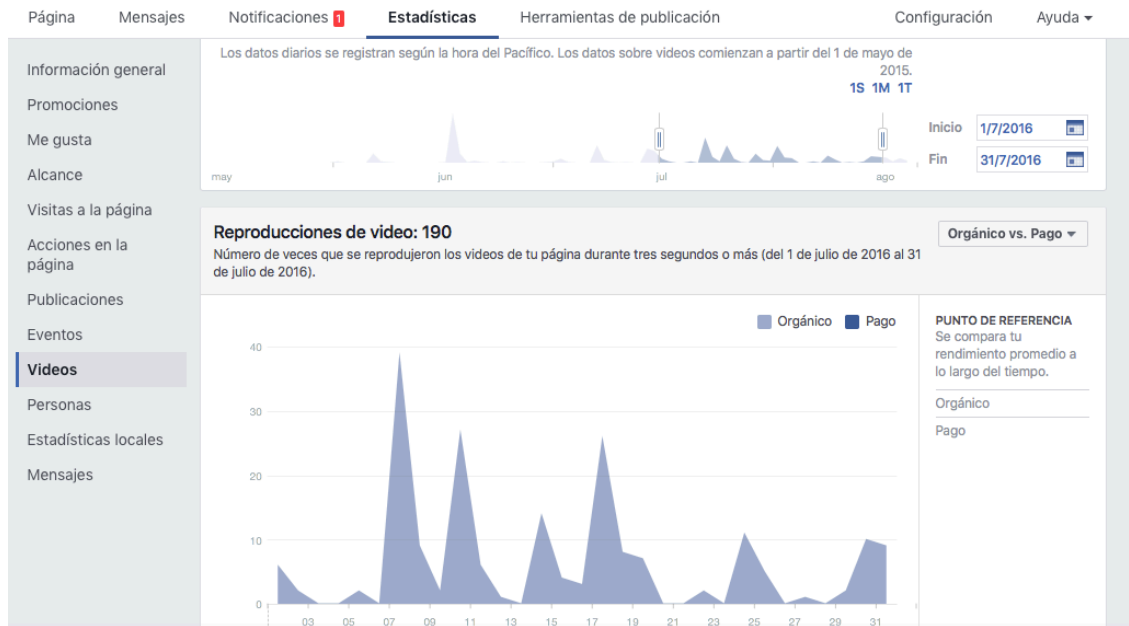 Página Mensajes Notificaciones 1 Estadísticas Herramientas de publicación Configuración Ayuda
Información general
Promociones
Me gusta
Alcance
Visitas a la página
Acciones en la
página
Publicaciones
Eventos
Videos
Personas
Estadísticas locales
Mensajes
Los datos diarios se registran según la hora del Pacífico. Los datos sobre videos comienzan a partir del 1 de mayo de
2015.
1S 1M 1T
Inicio 1/7/2016
Fin 31/7/2016
may jun jul ago
Reproducciones de video: 190
Número de veces que se reprodujeron los videos de tu página durante tres segundos o más (del 1 de julio de 2016 al 31
de julio de 2016).
Orgánico vs. Pago
Orgánico Pago
40
30
20
10
0
03 05 07 09 11 13 15 17 19 21 23 25 27 29 31
PUNTO DE REFERENCIA
Se compara tu
rendimiento promedio a
lo largo del tiempo.
Orgánico
Pago